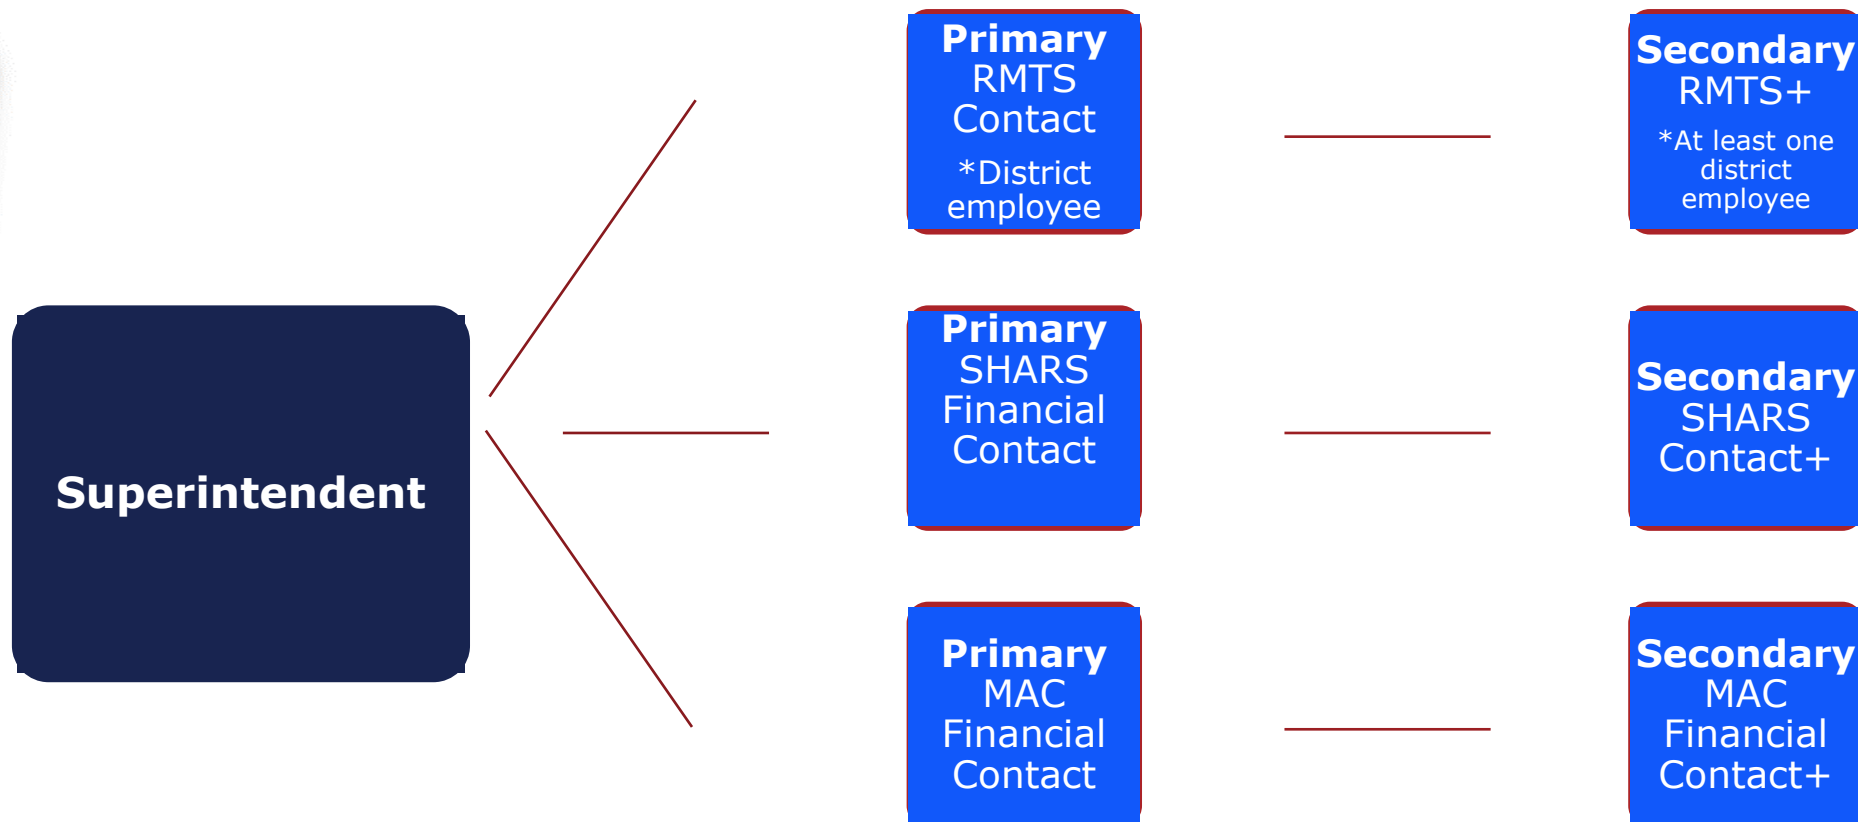 Superintendent
Primary
RMTS
Contact
*District
employee
Secondary
RMTS+
*At least one
district
employee
Primary
SHARS
Financial
Contact
Secondary
SHARS
Contact+
Primary
MAC
Financial
Contact
Secondary
MAC
Financial
Contact+